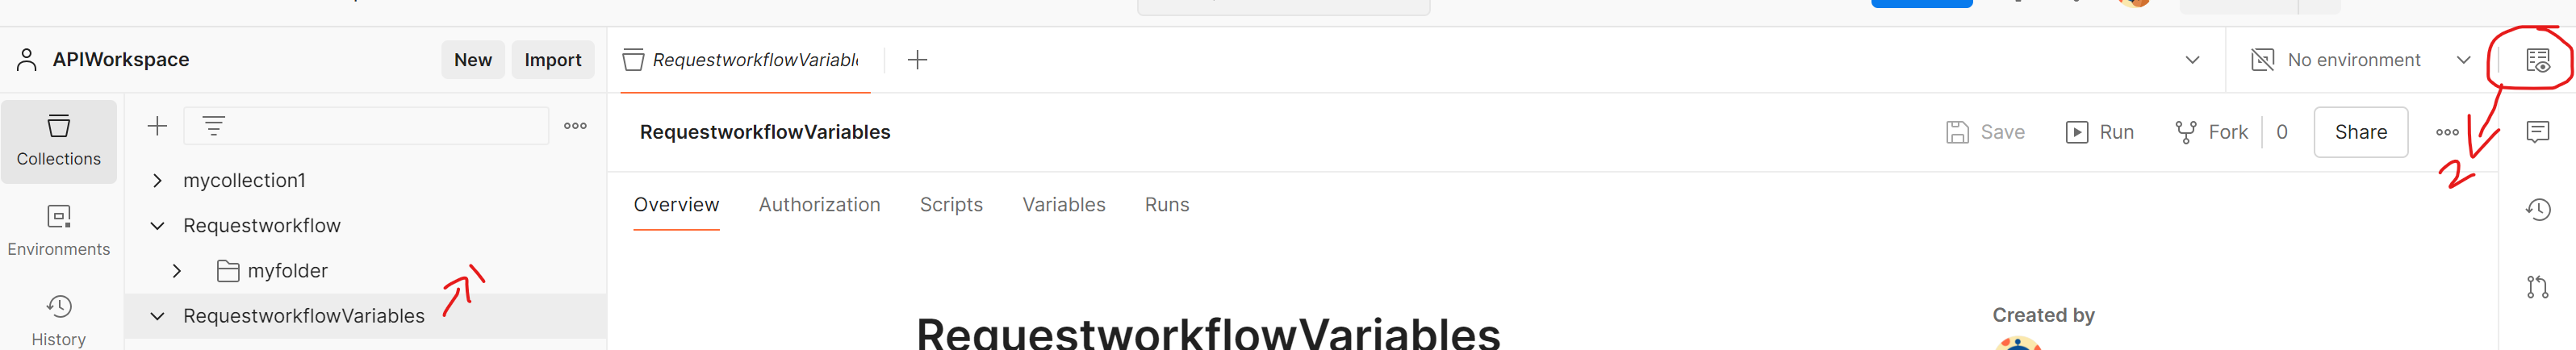 APIWorkspace
New
Import
RequestworkflowVariabl
No environment
Collections
RequestworkflowVariables
Save
Run
Fork
0
Share
2
mycollection1
Overview
Authorization
Scripts
Variables
Runs
Environments
Requestworkflow
myfolder
RequestworkflowVariables
History
RequestworkflowVariables
Created by